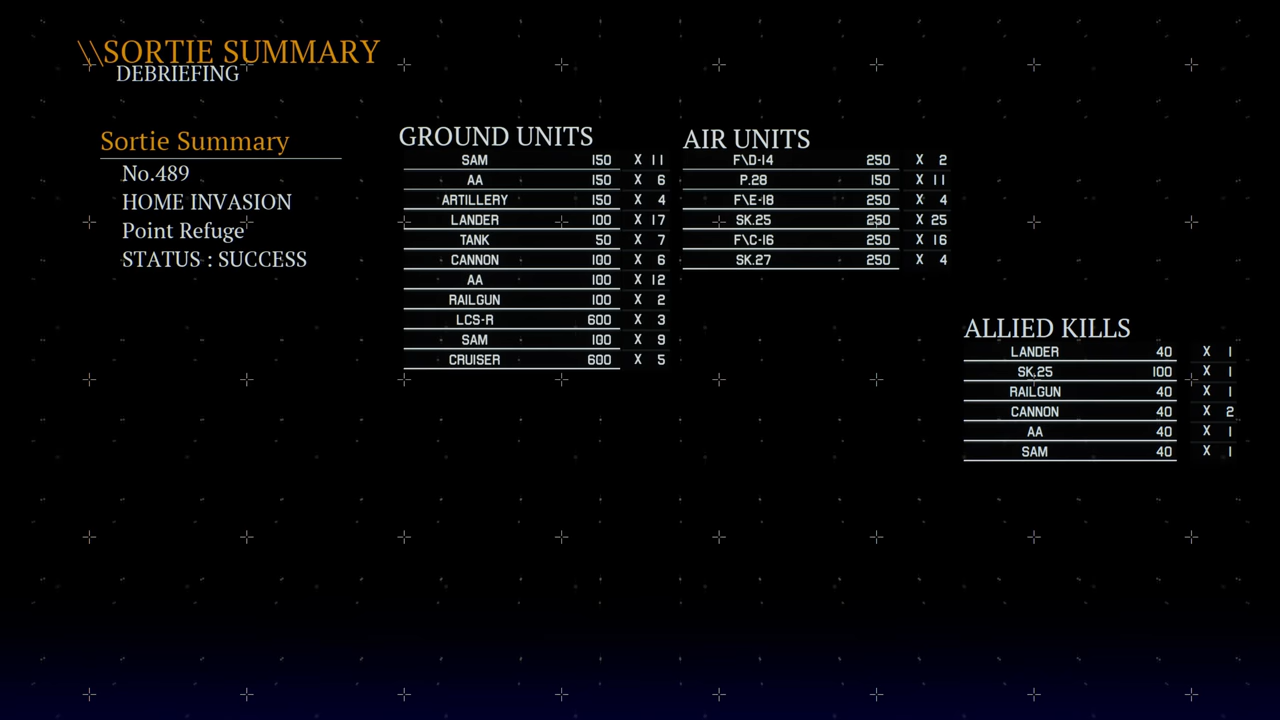 \\SORTIE SUMMARY
DEBRIEFING
Sortie Summary
No.489
HOME INVASION
Point Refuge
STATUS : SUCCESS
GROUND UNITS
SAM 150 X 11
AA 150 X 6
ARTILLERY 150 X 4
LANDER 100 X 17
TANK 50 X 7
CANNON 100 X 6
AA 100 X 12
RAILGUN 100 X 2
LCS-R 600 X 3
SAM 100 X 9
CRUISER 600 X 5
AIR UNITS
F\D-14 250 X 2
P.28 150 X 11
F\E-18 250 X 4
SK.25 250 X 25
F\C-16 250 X 16
SK.27 250 X 4
ALLIED KILLS
LANDER 40 X 1
SK.25 100 X 1
RAILGUN 40 X 1
CANNON 40 X 2
AA 40 X 1
SAM 40 X 1